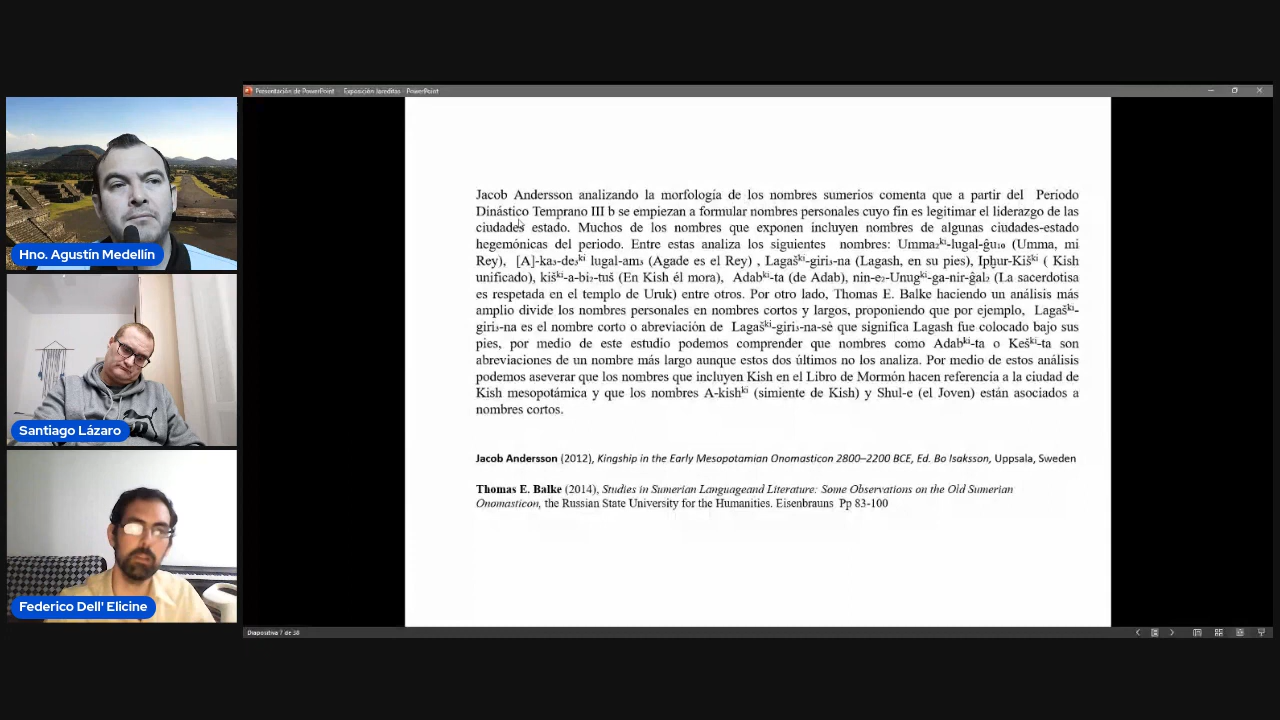 Presentación de PowerPoint - Exposición Jareditas - PowerPoint
Hno. Agustín Medellín
Santiago Lázaro
Federico Dell' Elicine
Jacob Andersson analizando la morfología de los nombres sumerios comenta que a partir del Periodo
Dinástico Temprano III b se empiezan a formular nombres personales cuyo fin es legitimar el liderazgo de las
ciudades estado. Muchos de los nombres que exponen incluyen nombres de algunas ciudades-estado
hegemónicas del periodo. Entre estas analiza los siguientes nombres: Umma₂ᵏⁱ-lugal-ĝu₁₀ (Umma, mi
Rey), [A]-ka₃-de₃ᵏⁱ lugal-am₃ (Agade es el Rey) , Lagaš̌ᵏⁱ-giri₃-na (Lagash, en su pies), Ipḫur-Kišᵏⁱ ( Kish
unificado), kišᵏⁱ-a-bi₂-tuš (En Kish él mora), Adabᵏⁱ-ta (de Adab), nin-e₂-Unugᵏⁱ-ga-nir-ĝal₂ (La sacerdotisa
es respetada en el templo de Uruk) entre otros. Por otro lado, Thomas E. Balke haciendo un análisis más
amplio divide los nombres personales en nombres cortos y largos, proponiendo que por ejemplo, Lagašᵏⁱ-
giri₃-na es el nombre corto o abreviación de Lagašᵏⁱ-giri₃-na-sè que significa Lagash fue colocado bajo sus
pies, por medio de este estudio podemos comprender que nombres como Adabᵏⁱ-ta o Kešᵏⁱ-ta son
abreviaciones de un nombre más largo aunque estos dos últimos no los analiza. Por medio de estos análisis
podemos aseverar que los nombres que incluyen Kish en el Libro de Mormón hacen referencia a la ciudad de
Kish mesopotámica y que los nombres A-kishᵏⁱ (simiente de Kish) y Shul-e (el Joven) están asociados a
nombres cortos.
Jacob Andersson (2012), Kingship in the Early Mesopotamian Onomasticon 2800–2200 BCE, Ed. Bo Isaksson, Uppsala, Sweden
Thomas E. Balke (2014), Studies in Sumerian Languageand Literature: Some Observations on the Old Sumerian
Onomasticon, the Russian State University for the Humanities. Eisenbrauns Pp 83-100
Diapositiva 7 de 38